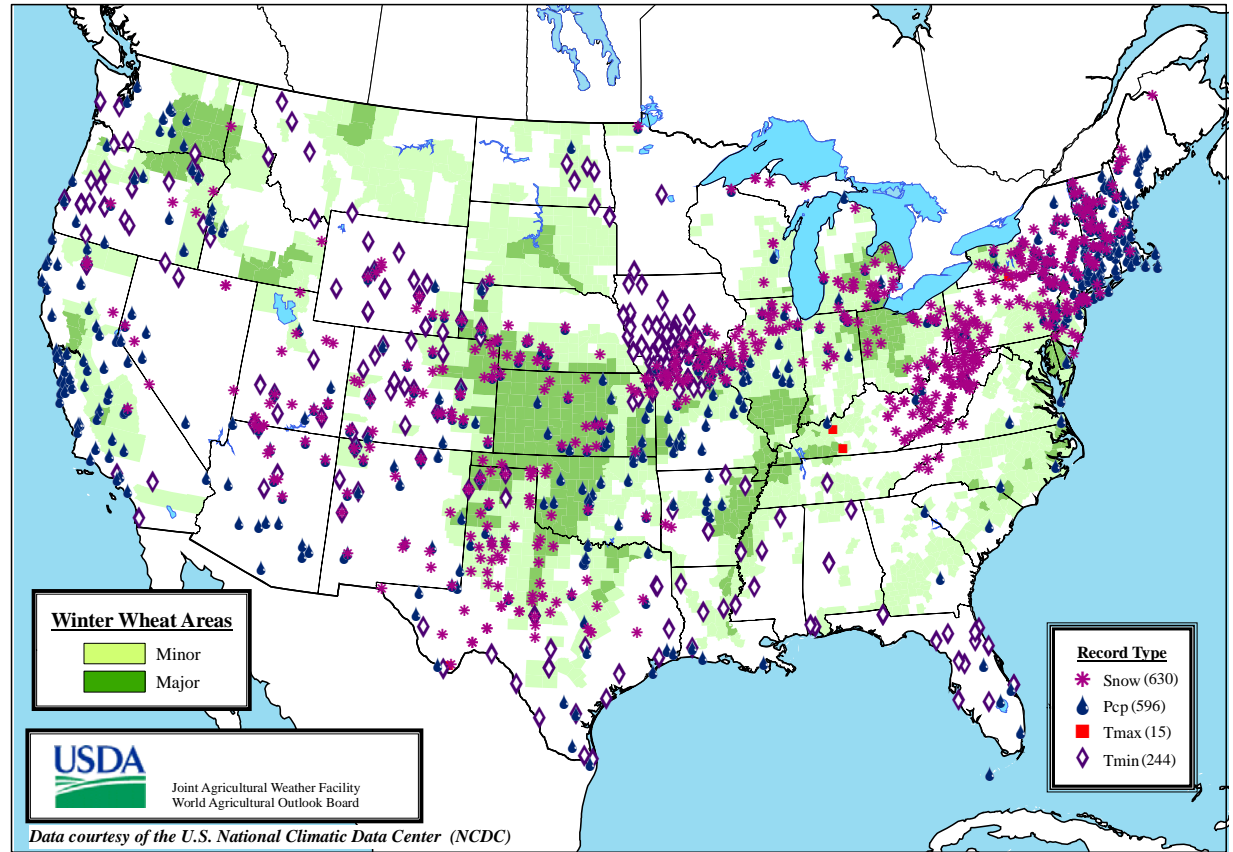 Winter Wheat Areas
Minor
Major
Record Type
Snow (630)
Pcp (596)
Tmax (15)
Tmin (244)
USDA
Joint Agricultural Weather Facility
World Agricultural Outlook Board
Data courtesy of the U.S. National Climatic Data Center (NCDC)